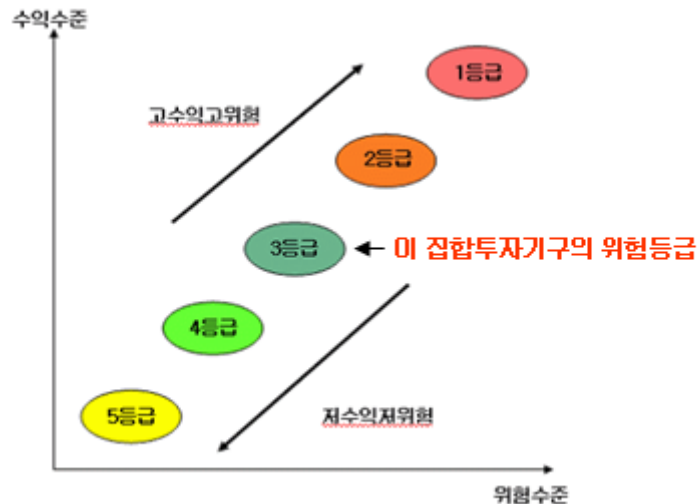 수익수준
1등급
고수익고위험
2등급
3등급
이 집합투자기구의 위험등급
4등급
5등급
저수익저위험
위험수준